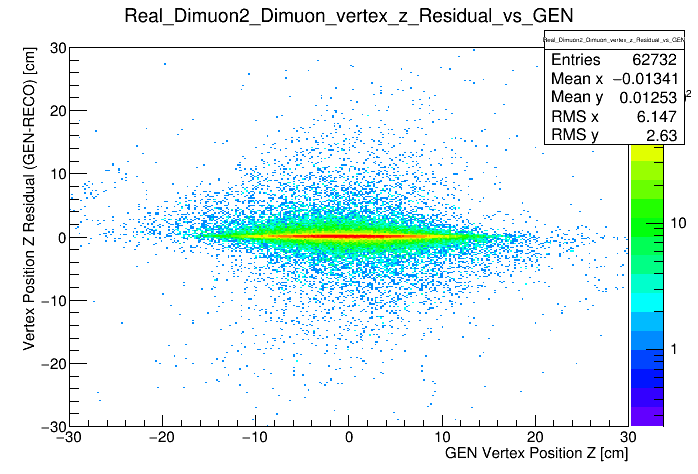 Real_Dimuon2_Dimuon_vertex_z_Residual_vs_GEN
Real_Dimuon2_Dimuon_vertex_z_Residual_vs_GEN
Entries 62732
Mean x −0.01341
Mean y 0.01253
RMS x 6.147
RMS y 2.63
2
10
1
Vertex Position Z Residual (GEN-RECO) [cm]
30
20
10
0
−10
−20
−30
−30 −20 −10 0 10 20 30
GEN Vertex Position Z [cm]